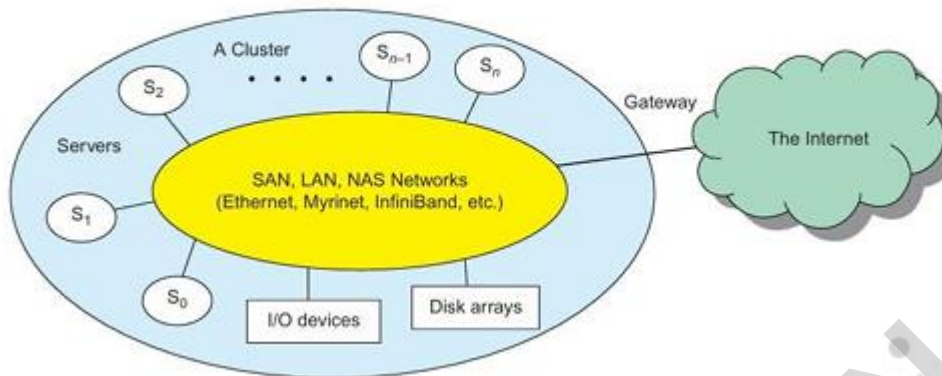 A Cluster
S2
. . . .
Sn–1
Sn
Gateway
The Internet
Servers
SAN, LAN, NAS Networks
(Ethernet, Myrinet, InfiniBand, etc.)
S1
S0
I/O devices
Disk arrays